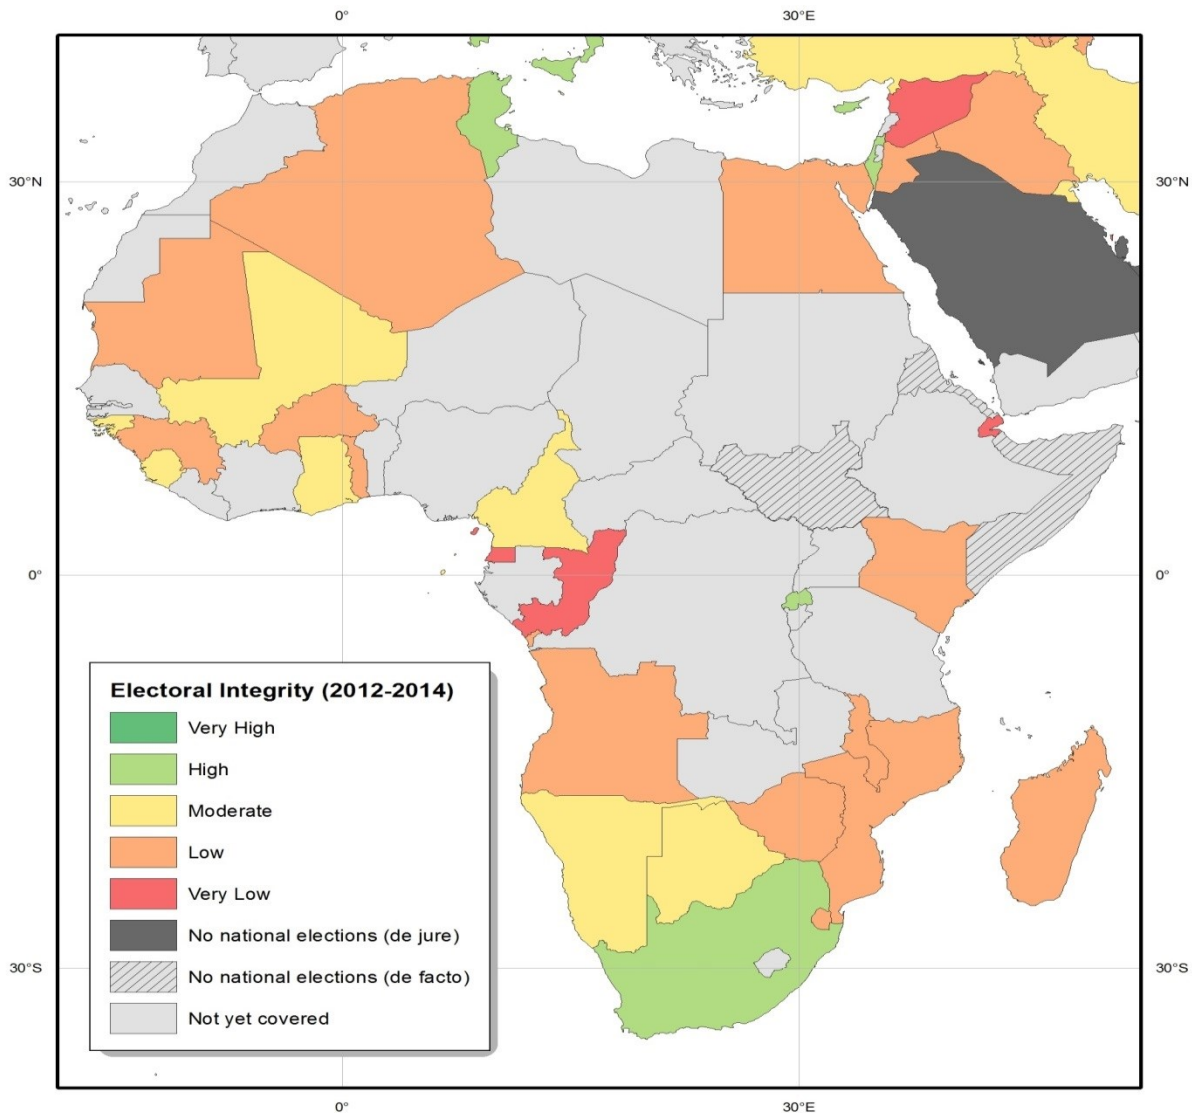 0° 30°E
30°N 30°N
0° 0°
Electoral Integrity (2012-2014)
Very High
High
Moderate
Low
Very Low
No national elections (de jure)
No national elections (de facto)
Not yet covered
30°S 30°S
0° 30°E